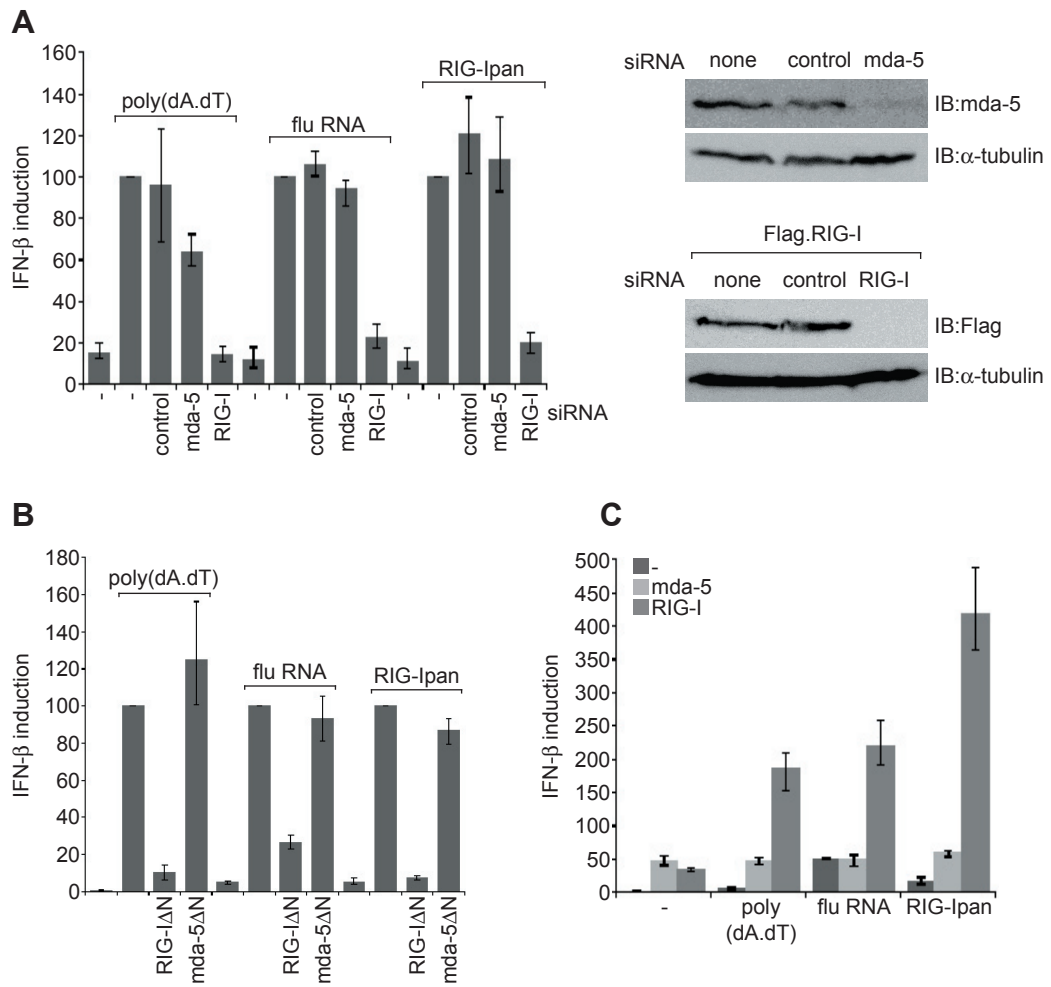 A
160
140
120
100
80
60
40
20
0
IFN-β induction
poly(dA.dT)
flu RNA
RIG-Ipan
-
-
control
mda-5
RIG-I
-
-
control
mda-5
RIG-I
-
-
control
mda-5
RIG-I
siRNA
siRNA none control mda-5
IB:mda-5
IB:α-tubulin
Flag.RIG-I
siRNA none control RIG-I
IB:Flag
IB:α-tubulin
B
180
160
140
120
100
80
60
40
20
0
IFN-β induction
poly(dA.dT)
flu RNA
RIG-Ipan
RIG-IΔN
mda-5ΔN
RIG-IΔN
mda-5ΔN
RIG-IΔN
mda-5ΔN
C
500
450
400
350
300
250
200
150
100
50
0
IFN-β induction
-
mda-5
RIG-I
-
poly
(dA.dT)
flu RNA
RIG-Ipan